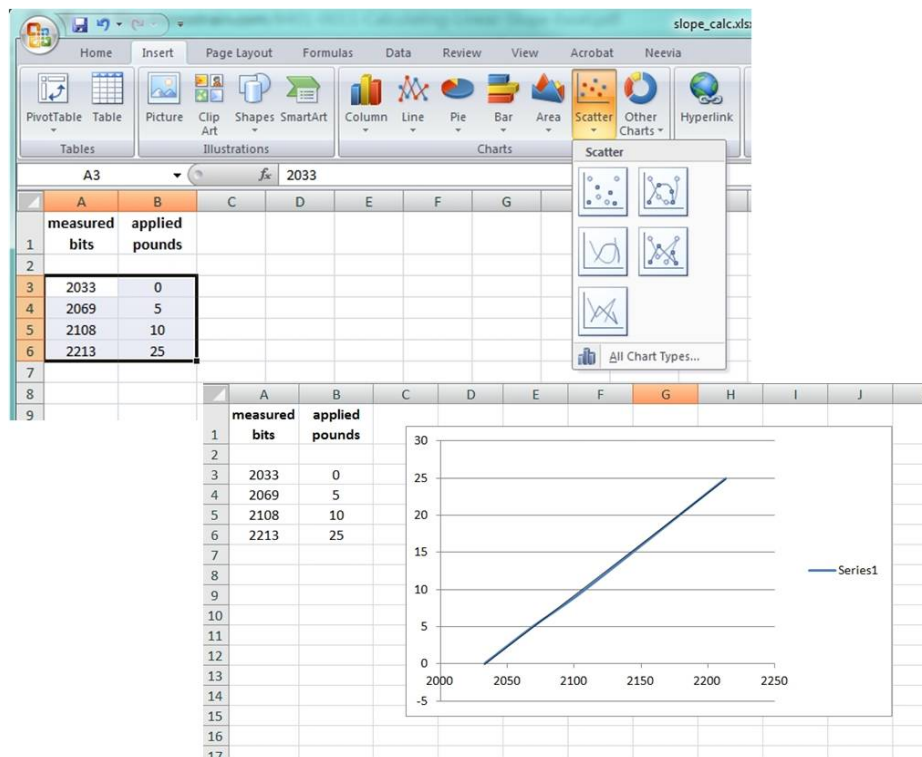 slope_calc.xls
Home Insert Page Layout Formulas Data Review View Acrobat Neevia
PivotTable Table Picture Clip Art Shapes SmartArt Column Line Pie Bar Area Scatter Other Charts Hyperlink
Tables Illustrations Charts
Scatter
A3 fx 2033
A B C D E F G
1 measured bits applied pounds
2
3 2033 0
4 2069 5
5 2108 10
6 2213 25
7
8
9
All Chart Types...
A B C D E F G H I J
1 measured bits applied pounds
2
3 2033 0
4 2069 5
5 2108 10
6 2213 25
7
8
9
10
11
12
13
14
15
16
17
30
25
20
15
10
5
0
-5
2000 2050 2100 2150 2200 2250
Series1